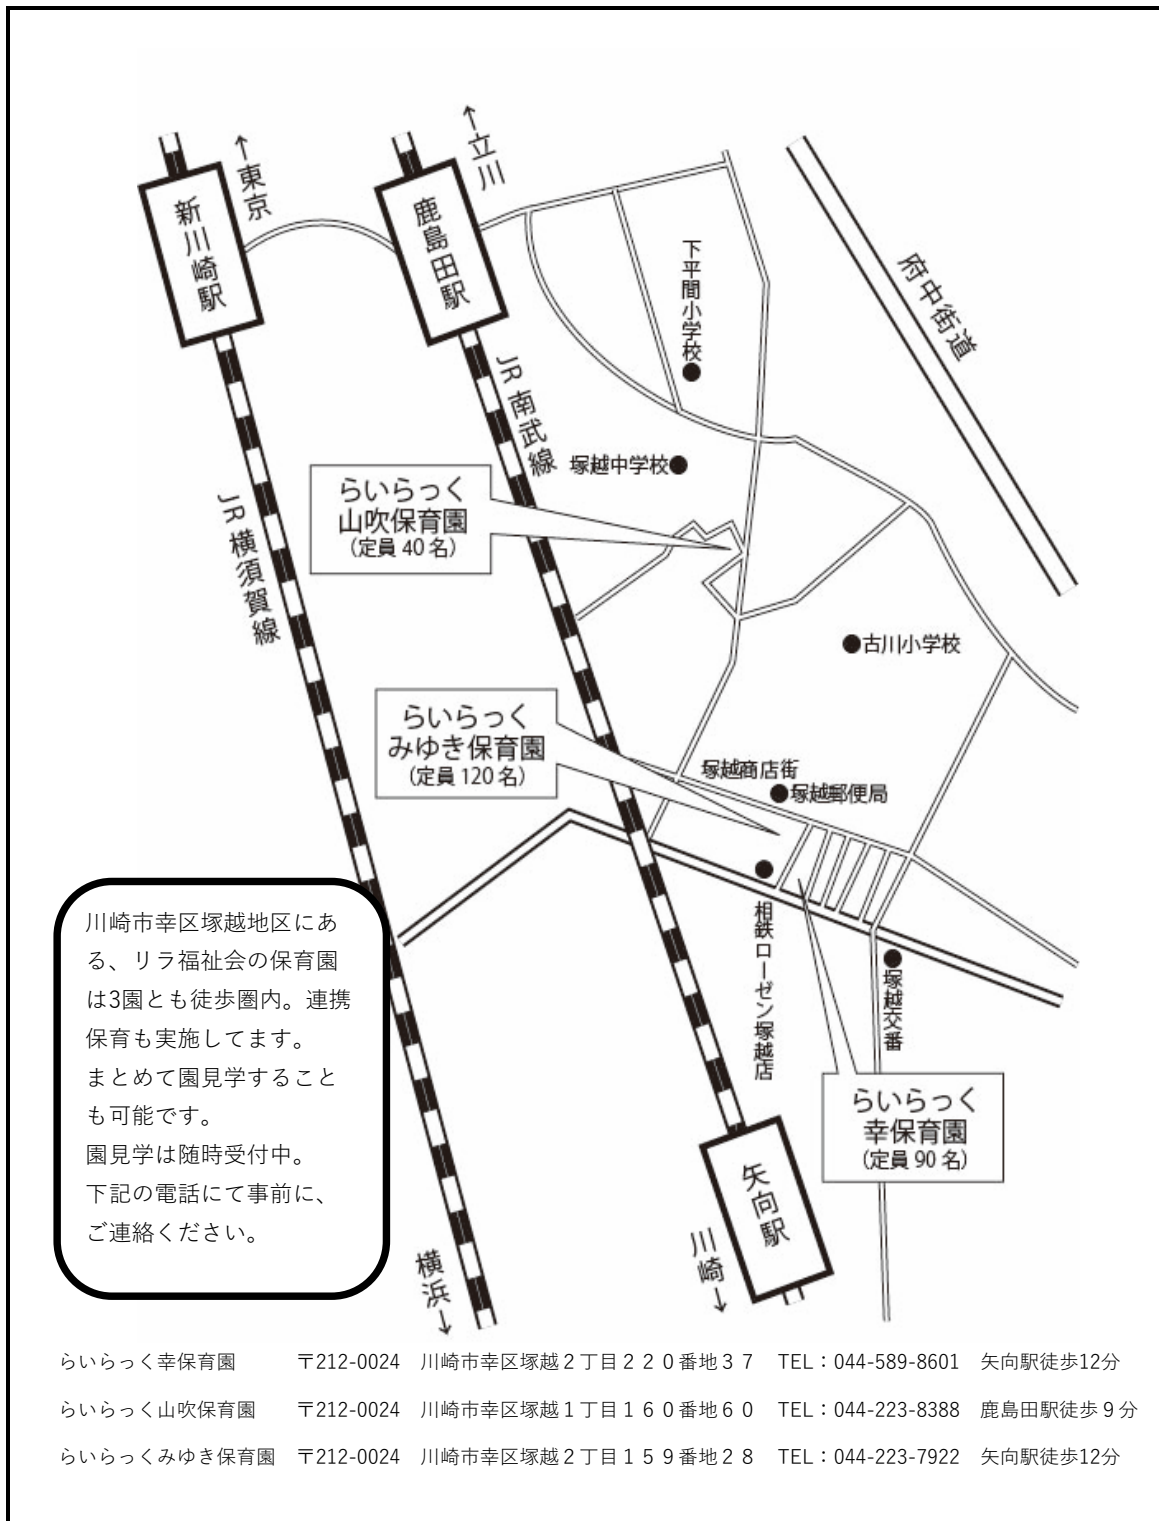 ↑東京
↑立川
新川崎駅
鹿島田駅
下平間小学校
府中街道
JR 南武線
塚越中学校
らいらっく
山吹保育園
(定員 40 名)
JR 横須賀線
古川小学校
らいらっく
みゆき保育園
(定員 120 名)
塚越商店街
塚越郵便局
相鉄ローゼン塚越店
塚越交番
川崎市幸区塚越地区にあ
る、リラ福祉会の保育園
は3園とも徒歩圏内。連携
保育も実施してます。
まとめて園見学すること
も可能です。
園見学は随時受付中。
下記の電話にて事前に、
ご連絡ください。
らいらっく
幸保育園
(定員 90 名)
矢向駅
川崎↓
横浜↓
らいらっく幸保育園 〒212-0024 川崎市幸区塚越２丁目２２０番地３７ TEL：044-589-8601 矢向駅徒歩12分
らいらっく山吹保育園 〒212-0024 川崎市幸区塚越１丁目１６０番地６０ TEL：044-223-8388 鹿島田駅徒歩９分
らいらっくみゆき保育園 〒212-0024 川崎市幸区塚越２丁目１５９番地２８ TEL：044-223-7922 矢向駅徒歩12分